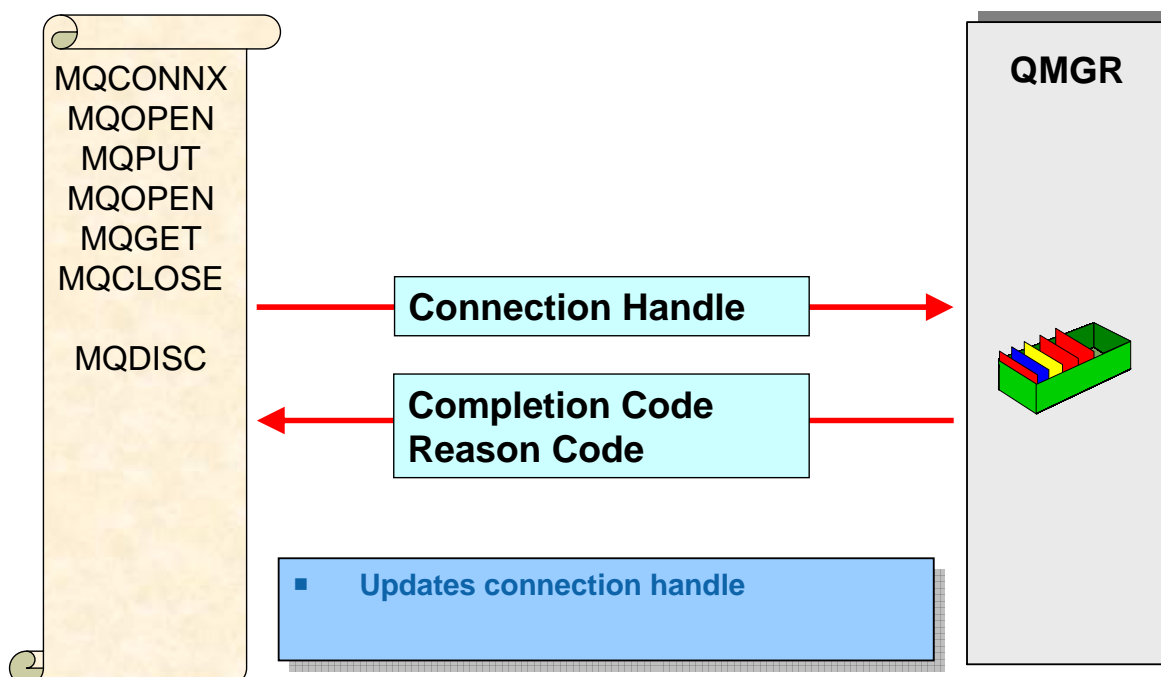 MQCONNX
MQOPEN
MQPUT
MQOPEN
MQGET
MQCLOSE
MQDISC
Connection Handle
Completion Code
Reason Code
▪ Updates connection handle
QMGR